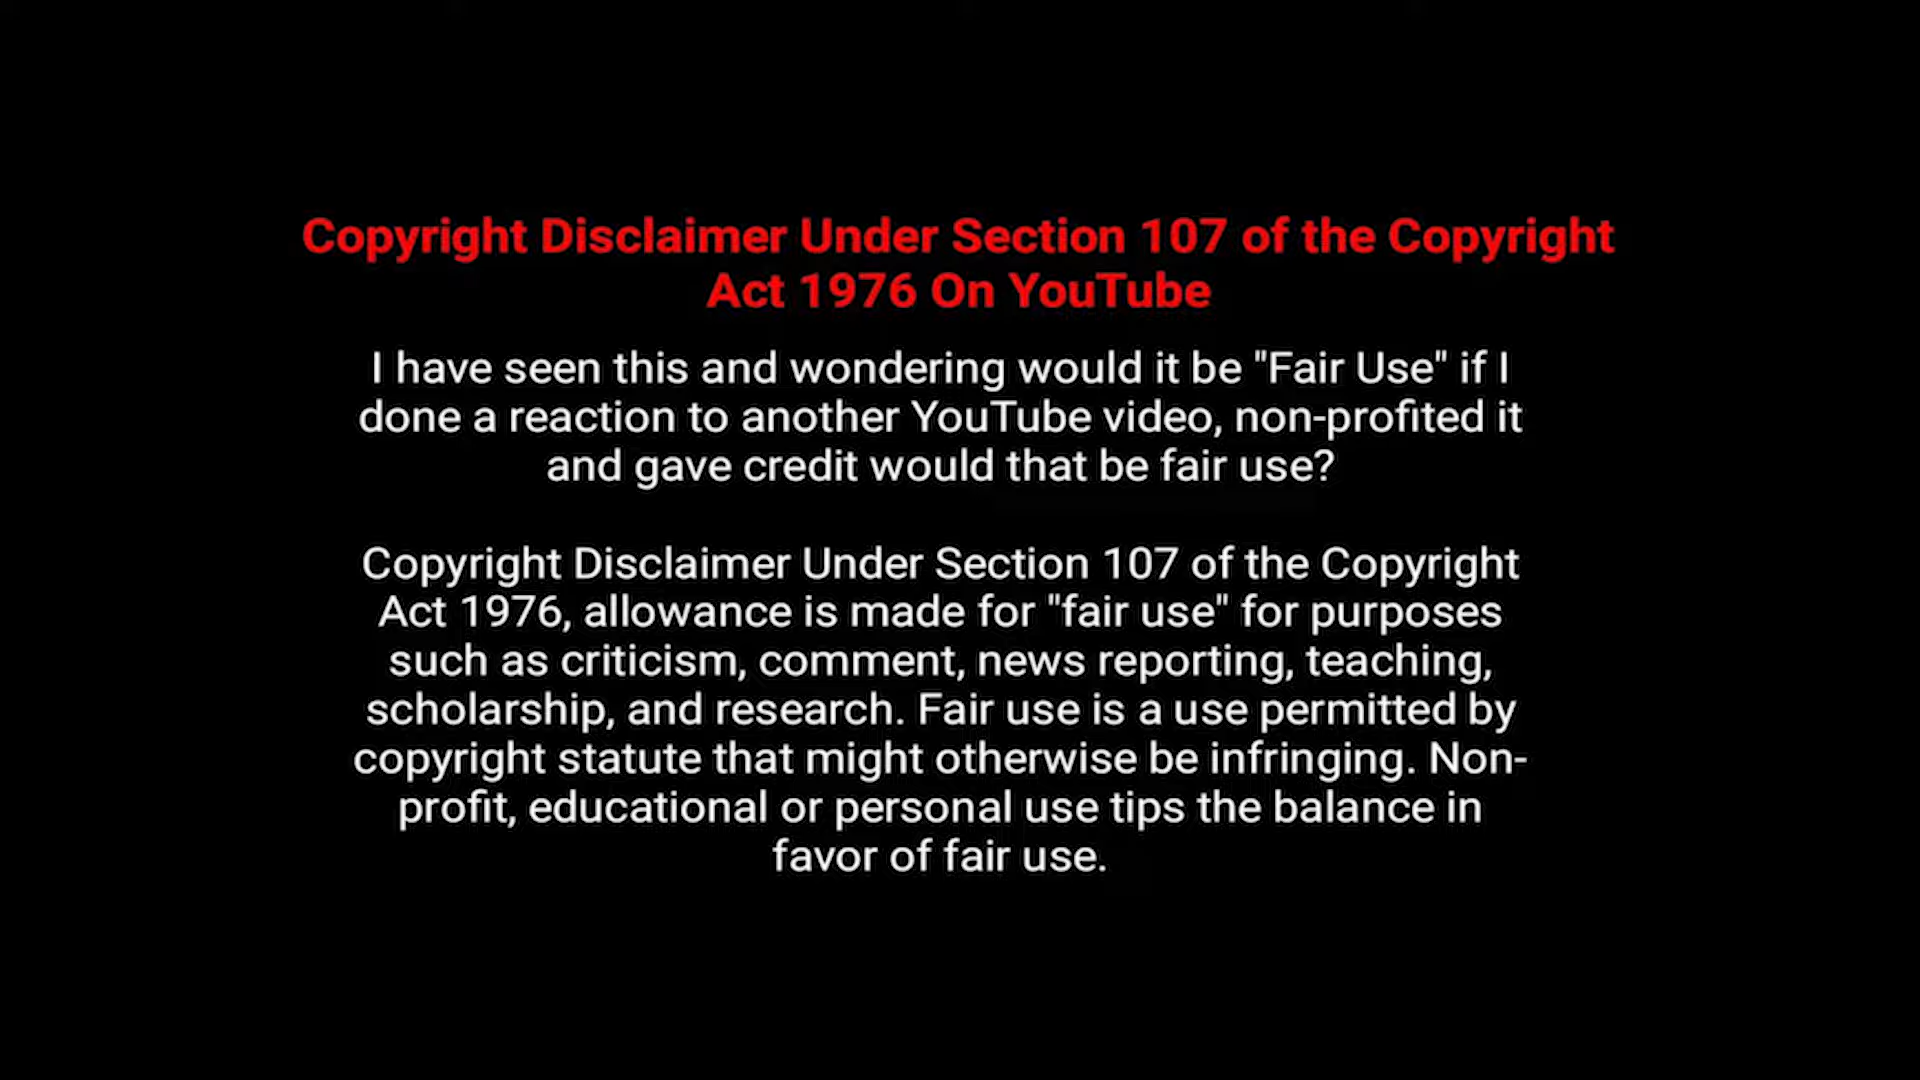 Copyright Disclaimer Under Section 107 of the Copyright
Act 1976 On YouTube
I have seen this and wondering would it be "Fair Use" if I
done a reaction to another YouTube video, non-profited it
and gave credit would that be fair use?
Copyright Disclaimer Under Section 107 of the Copyright
Act 1976, allowance is made for "fair use" for purposes
such as criticism, comment, news reporting, teaching,
scholarship, and research. Fair use is a use permitted by
copyright statute that might otherwise be infringing. Non-
profit, educational or personal use tips the balance in
favor of fair use.